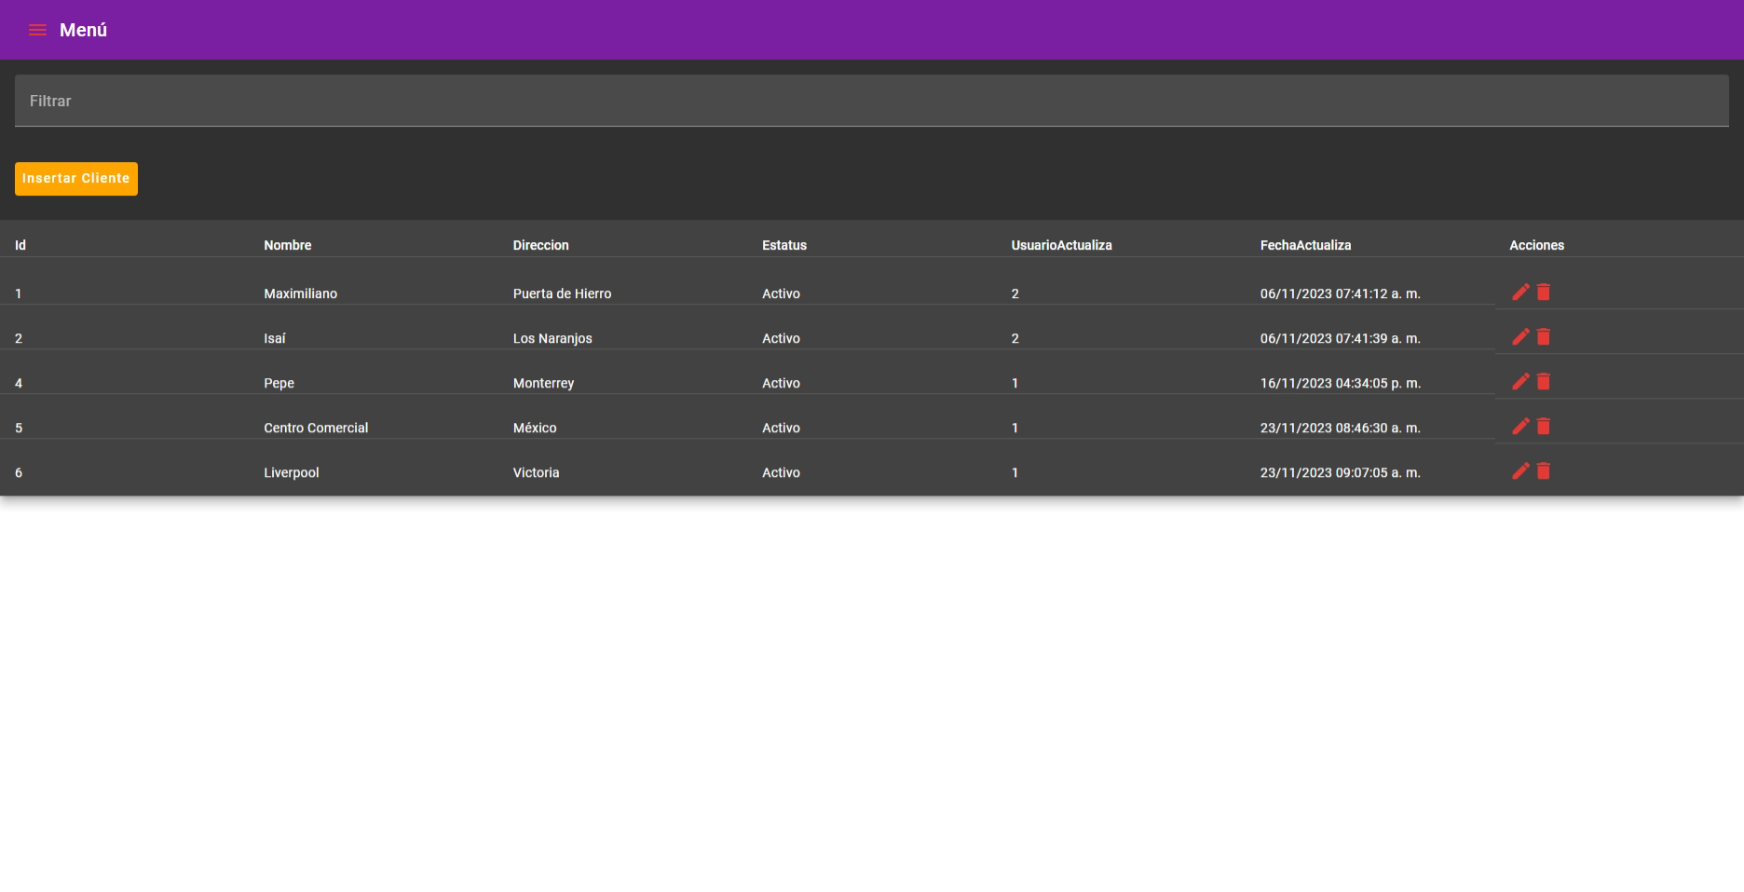 Menú
Filtrar
Insertar Cliente
Id Nombre Direccion Estatus UsuarioActualiza FechaActualiza Acciones
1 Maximiliano Puerta de Hierro Activo 2 06/11/2023 07:41:12 a. m.
2 Isaí Los Naranjos Activo 2 06/11/2023 07:41:39 a. m.
4 Pepe Monterrey Activo 1 16/11/2023 04:34:05 p. m.
5 Centro Comercial México Activo 1 23/11/2023 08:46:30 a. m.
6 Liverpool Victoria Activo 1 23/11/2023 09:07:05 a. m.